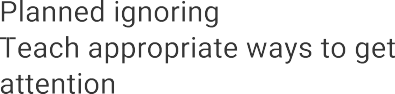 Planned ignoring
Teach appropriate ways to get
attention